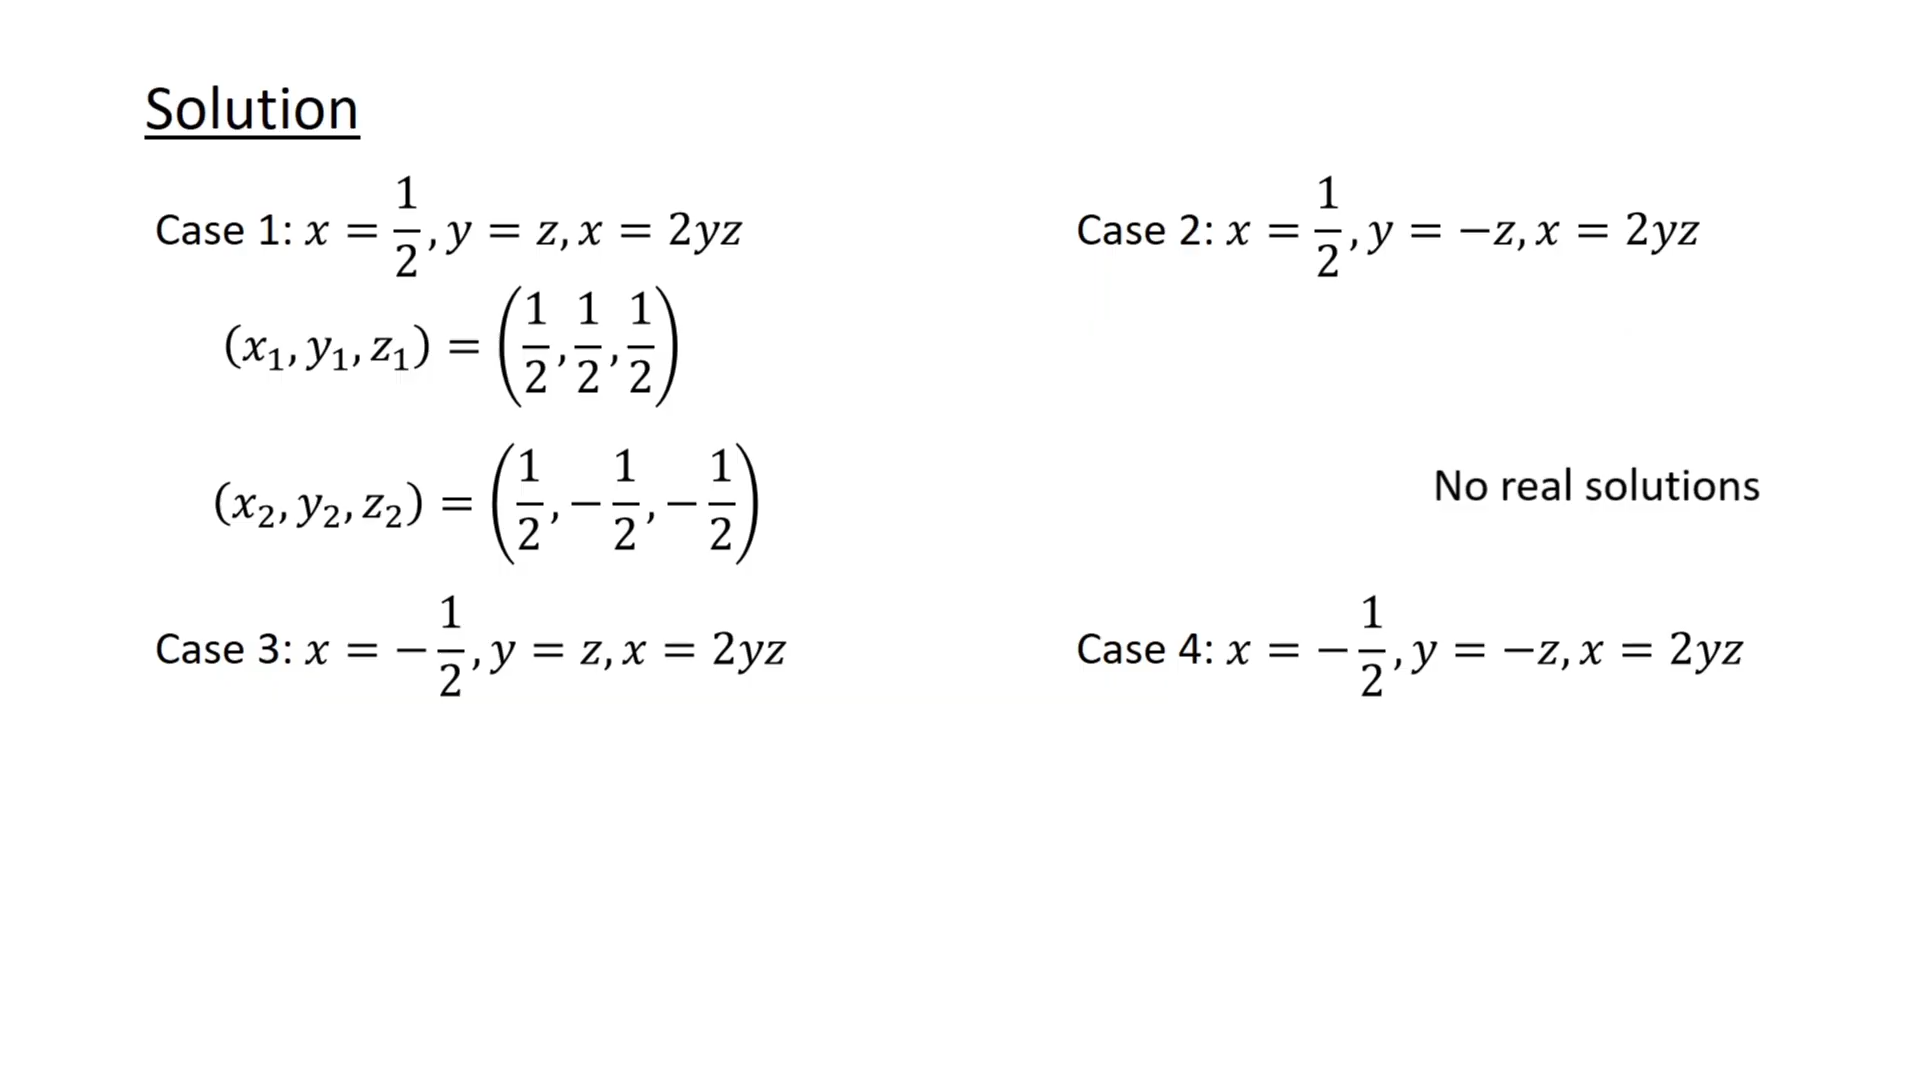 Solution
Case 1: x = 1/2, y = z, x = 2yz
(x₁, y₁, z₁) = (1/2, 1/2, 1/2)
(x₂, y₂, z₂) = (1/2, −1/2, −1/2)
Case 2: x = 1/2, y = −z, x = 2yz
No real solutions
Case 3: x = −1/2, y = z, x = 2yz
Case 4: x = −1/2, y = −z, x = 2yz